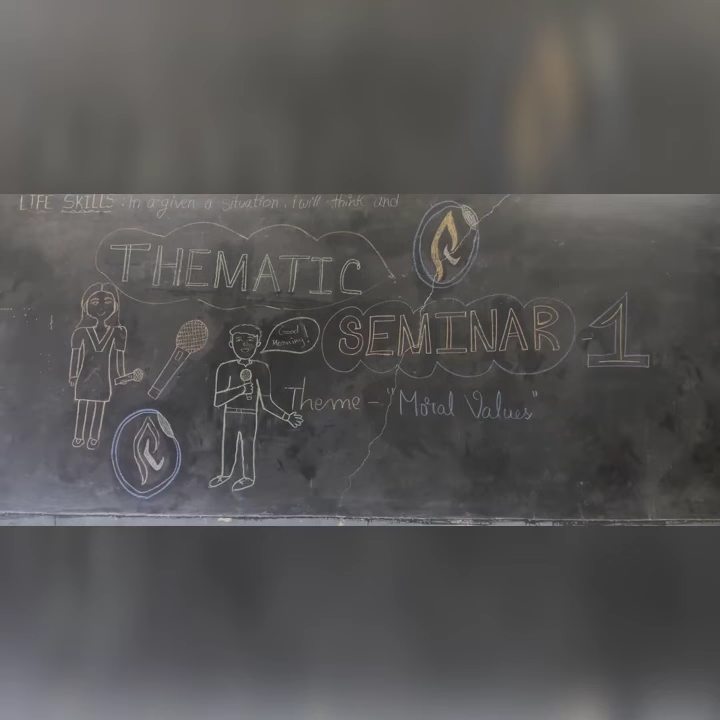 LIFE SKILLS. In a given a situation, i will think and
THEMATIC
SEMINAR-1
Good
Morning!
Theme - "Moral Values"